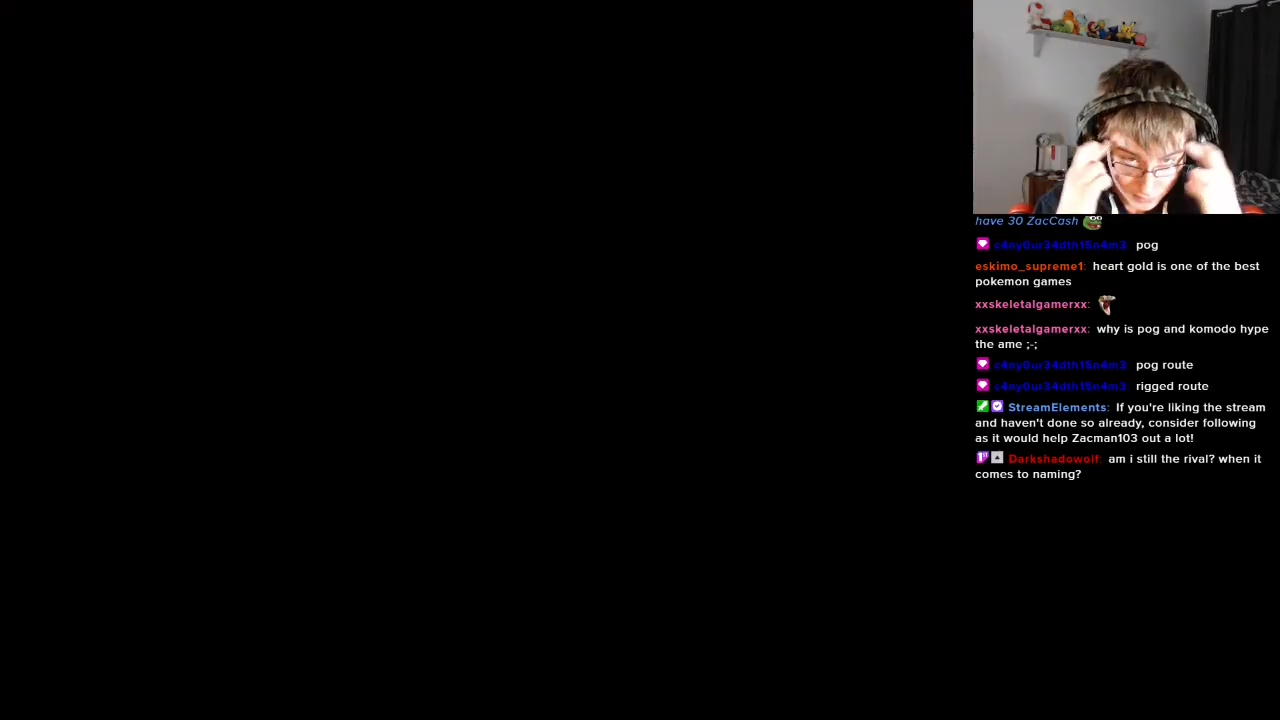 have 30 ZacCash
c4ny0ur34dth15n4m3 pog
eskimo_supreme1: heart gold is one of the best
pokemon games
xxskeletalgamerxx:
xxskeletalgamerxx: why is pog and komodo hype
the ame ;-;
c4ny0ur34dth15n4m3 pog route
c4ny0ur34dth15n4m3 rigged route
StreamElements: If you're liking the stream
and haven't done so already, consider following
as it would help Zacman103 out a lot!
Darkshadowolf: am i still the rival? when it
comes to naming?